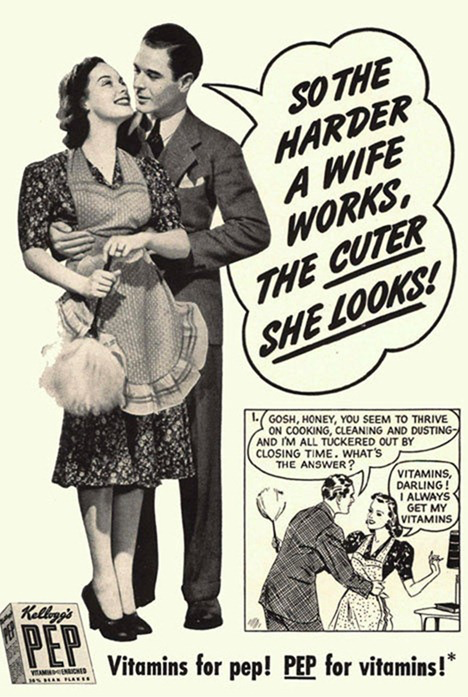 SO THE
HARDER
A WIFE
WORKS,
THE CUTER
SHE LOOKS!
1.
GOSH, HONEY, YOU SEEM TO THRIVE
ON COOKING, CLEANING AND DUSTING-
AND I'M ALL TUCKERED OUT BY
CLOSING TIME. WHAT'S
THE ANSWER?
VITAMINS,
DARLING!
I ALWAYS
GET MY
VITAMINS
Kellogg's
PEP
VITAMIN ENRICHED
BRAN FLAKES
PEP
Vitamins for pep! PEP for vitamins!*